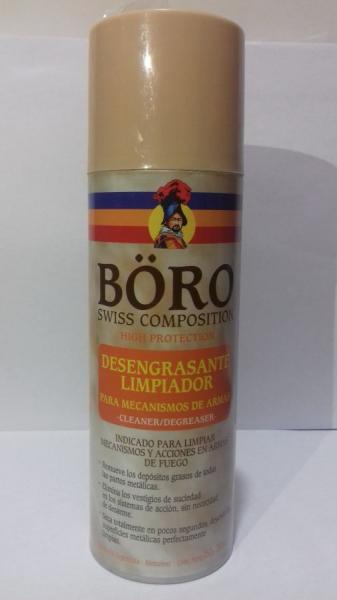 BÖRO
SWISS COMPOSITION
HIGH PROTECTION
DESENGRASANTE
LIMPIADOR
PARA MECANISMOS DE ARMAS
-CLEANER/DEGREASER-
INDICADO PARA LIMPIAR
MECANISMOS Y ACCIONES EN ARMAS
DE FUEGO
- Remueve los depósitos grasos de todas
las partes metálicas.
- Elimina los vestigios de suciedad
en los sistemas de acción, sin necesidad
de desarme.
- Seca totalmente en pocos segundos, dejando las
superficies metálicas perfectamente
limpias.